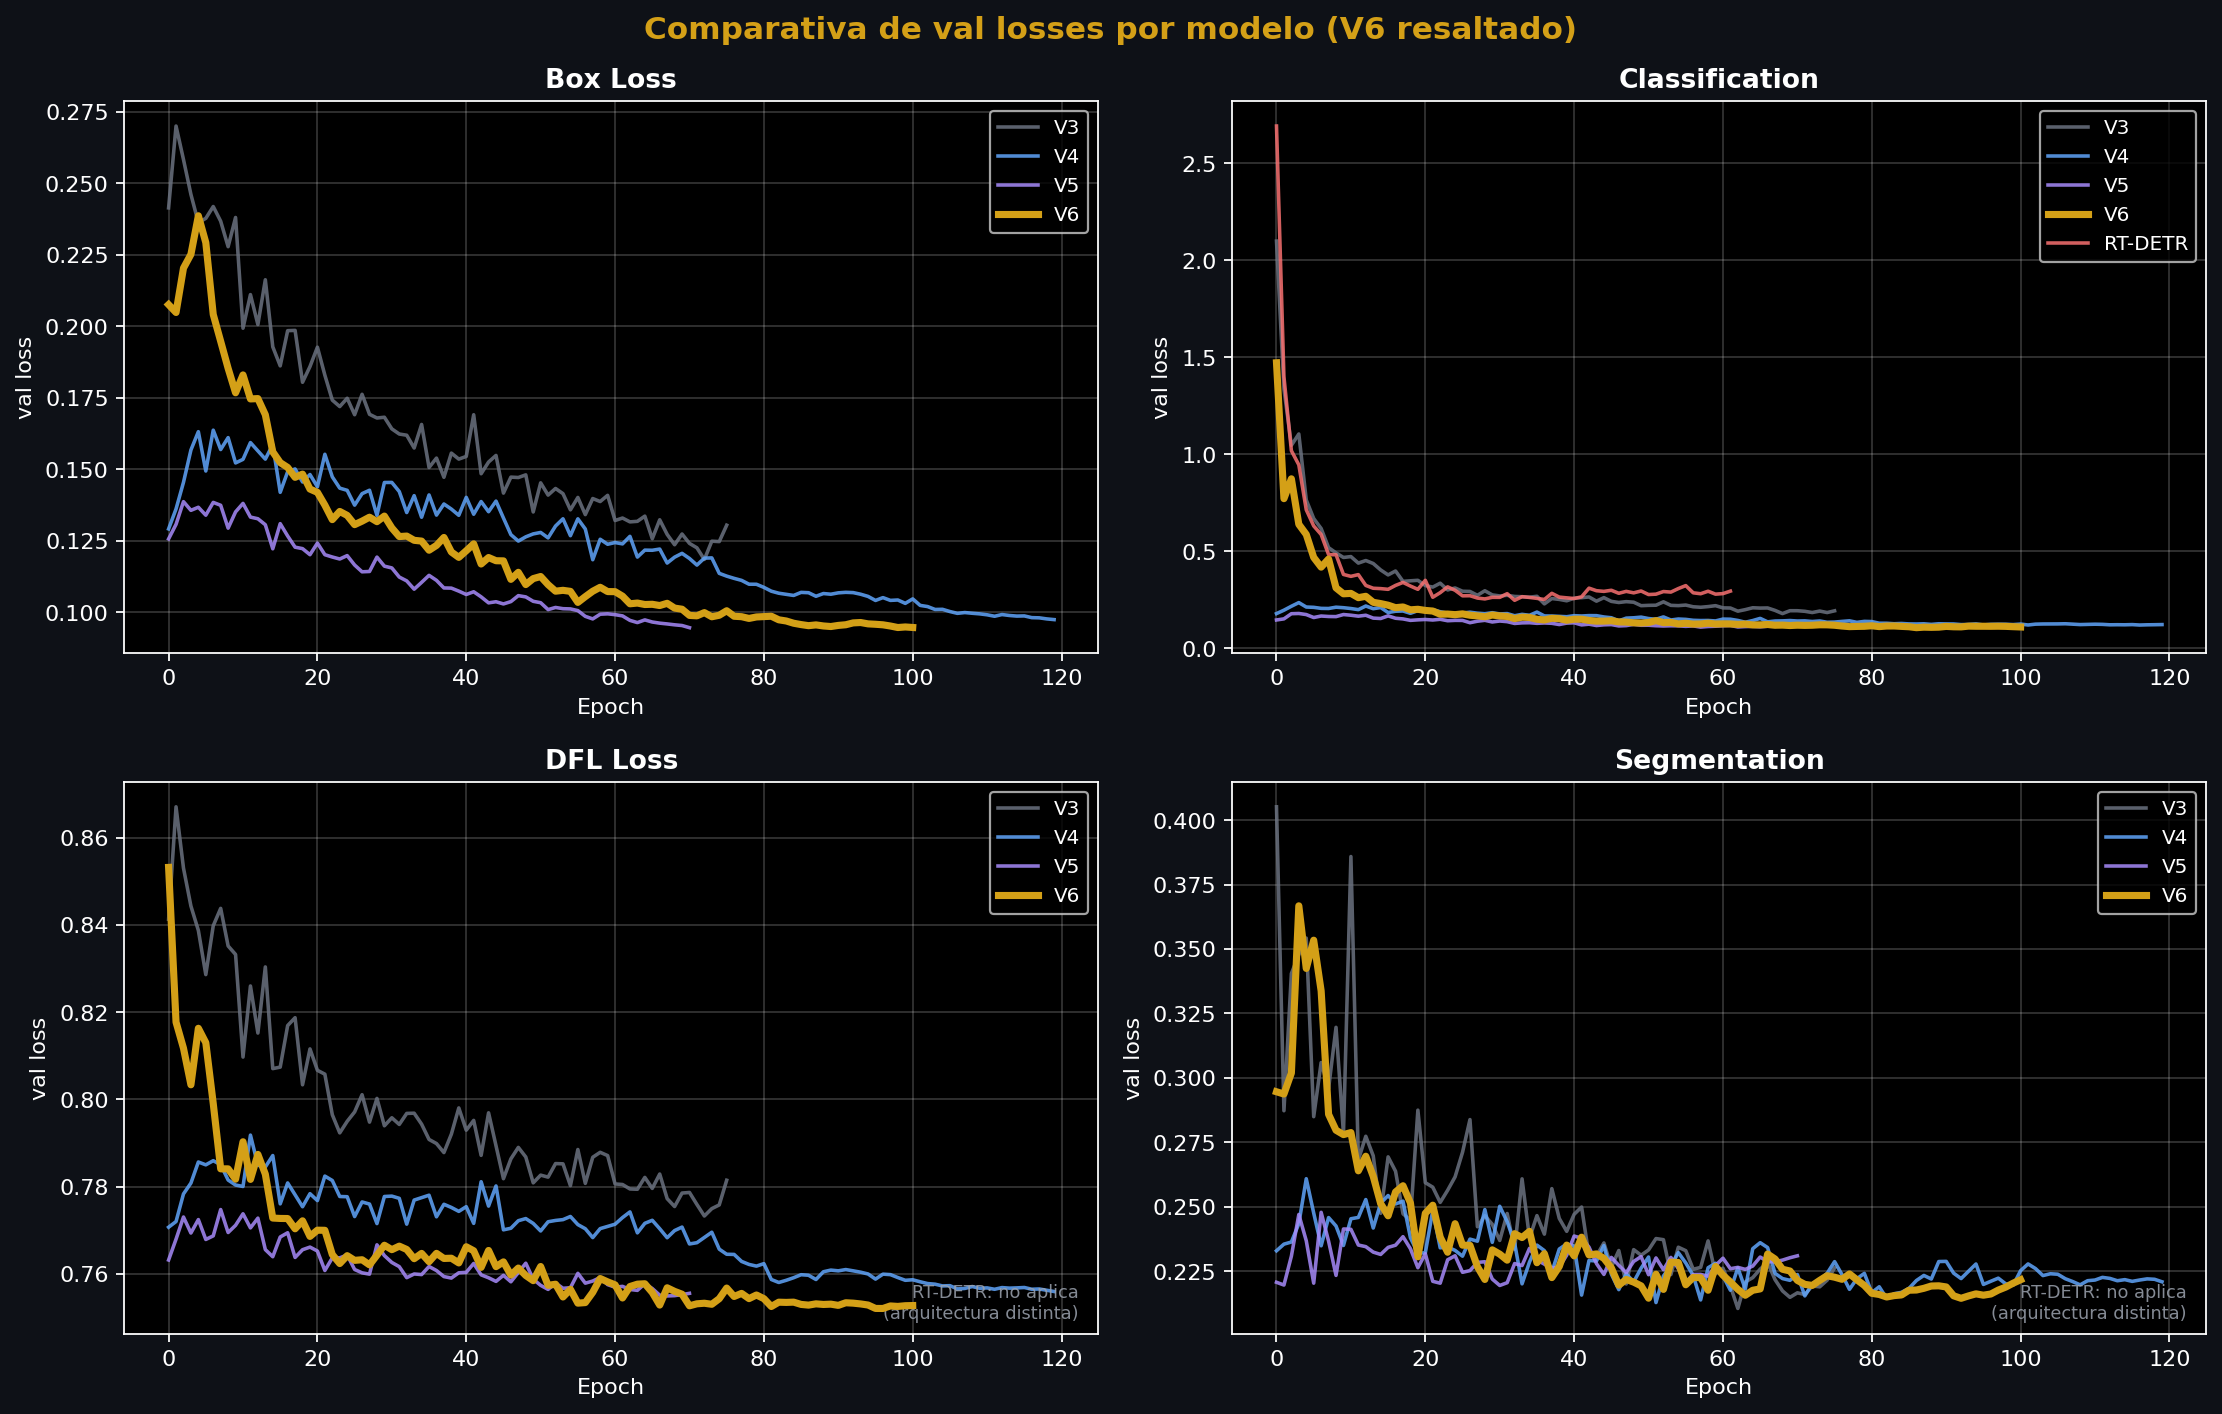 Comparativa de val losses por modelo (V6 resaltado)
Box Loss
val loss
0.275
0.250
0.225
0.200
0.175
0.150
0.125
0.100
V3
V4
V5
V6
0 20 40 60 80 100 120
Epoch
Classification
val loss
2.5
2.0
1.5
1.0
0.5
0.0
V3
V4
V5
V6
RT-DETR
0 20 40 60 80 100 120
Epoch
DFL Loss
val loss
0.86
0.84
0.82
0.80
0.78
0.76
V3
V4
V5
V6
RT-DETR: no aplica
(arquitectura distinta)
0 20 40 60 80 100 120
Epoch
Segmentation
val loss
0.400
0.375
0.350
0.325
0.300
0.275
0.250
0.225
V3
V4
V5
V6
RT-DETR: no aplica
(arquitectura distinta)
0 20 40 60 80 100 120
Epoch